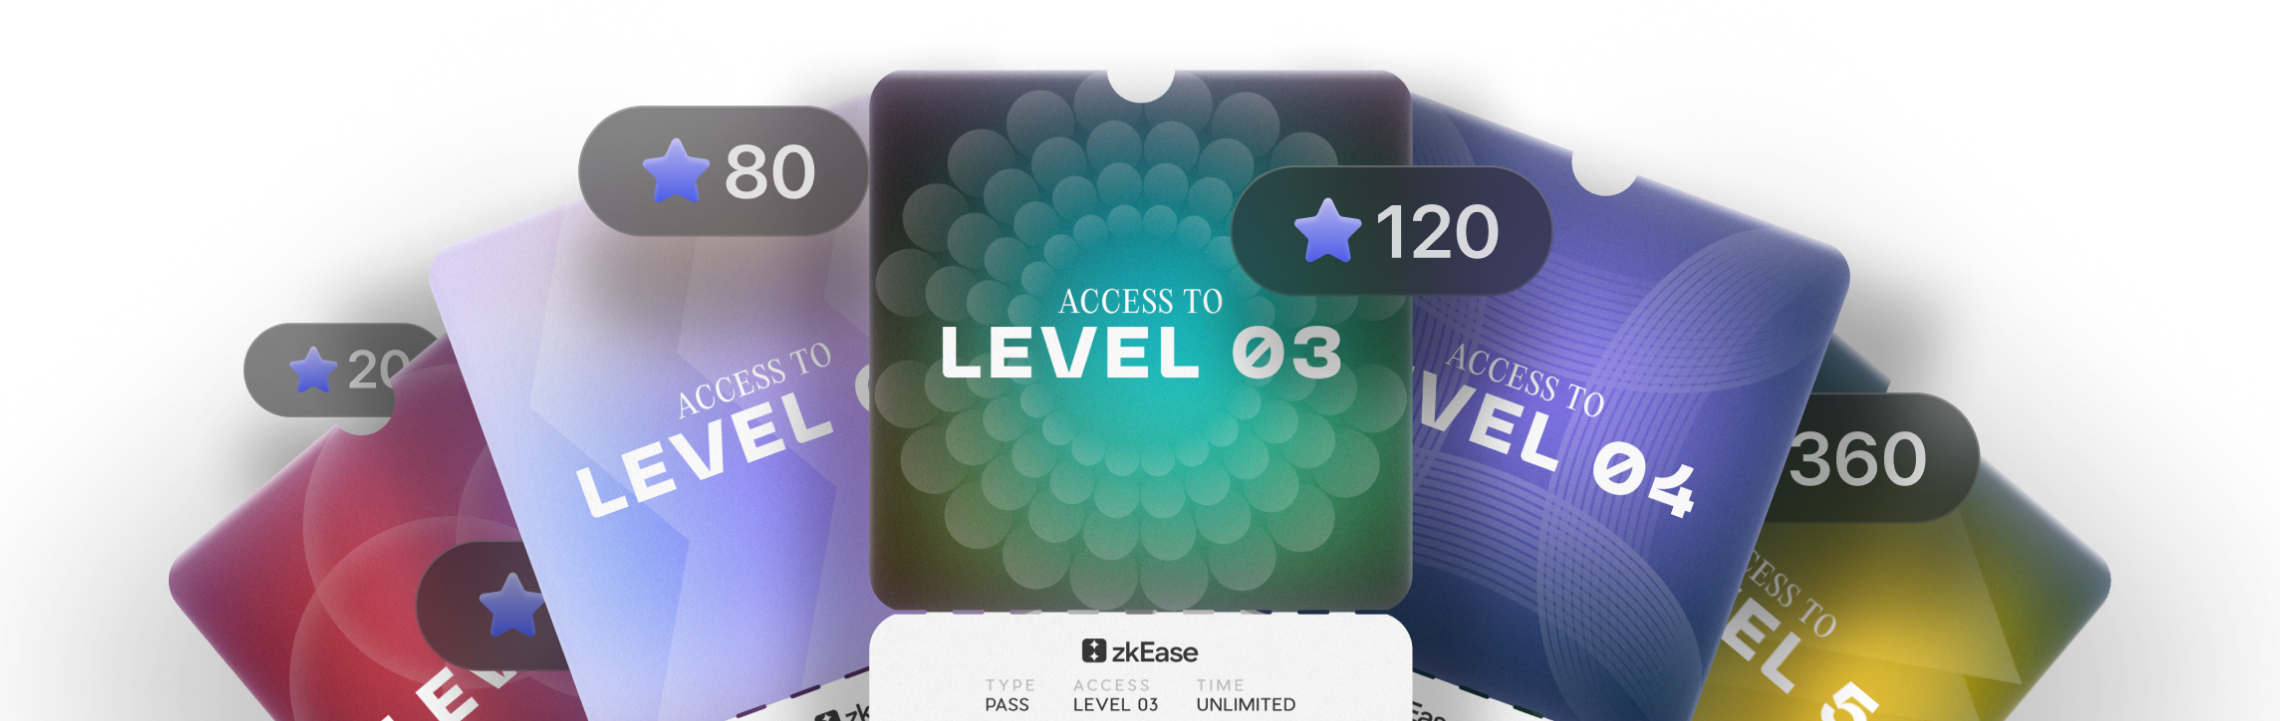 80
120
20
360
ACCESS TO
LEVEL
ACCESS TO
LEVEL 03
ACCESS TO
VEL 04
CESS TO
EL 5
zkEase
TYPE ACCESS TIME
PASS LEVEL 03 UNLIMITED